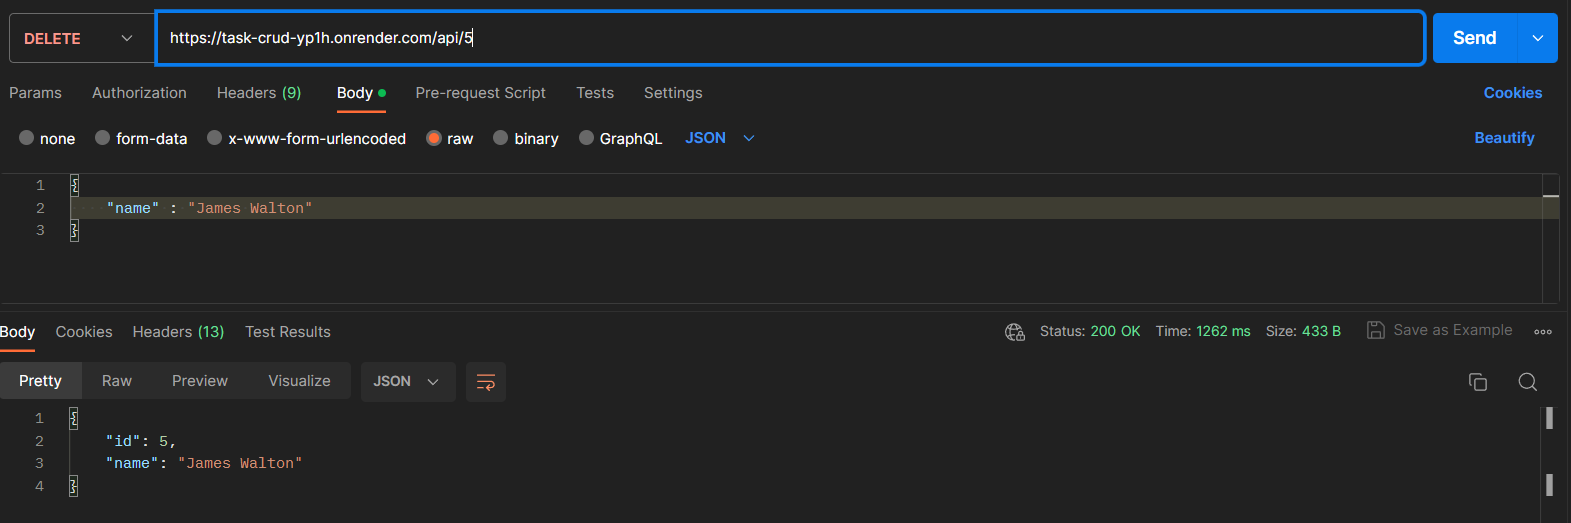 DELETE https://task-crud-yp1h.onrender.com/api/5 Send
Params Authorization Headers (9) Body Pre-request Script Tests Settings Cookies
none form-data x-www-form-urlencoded raw binary GraphQL JSON Beautify
1 {
2 "name" : "James Walton"
3 }
Body Cookies Headers (13) Test Results Status: 200 OK Time: 1262 ms Size: 433 B Save as Example
Pretty Raw Preview Visualize JSON
1 {
2 "id": 5,
3 "name": "James Walton"
4 }